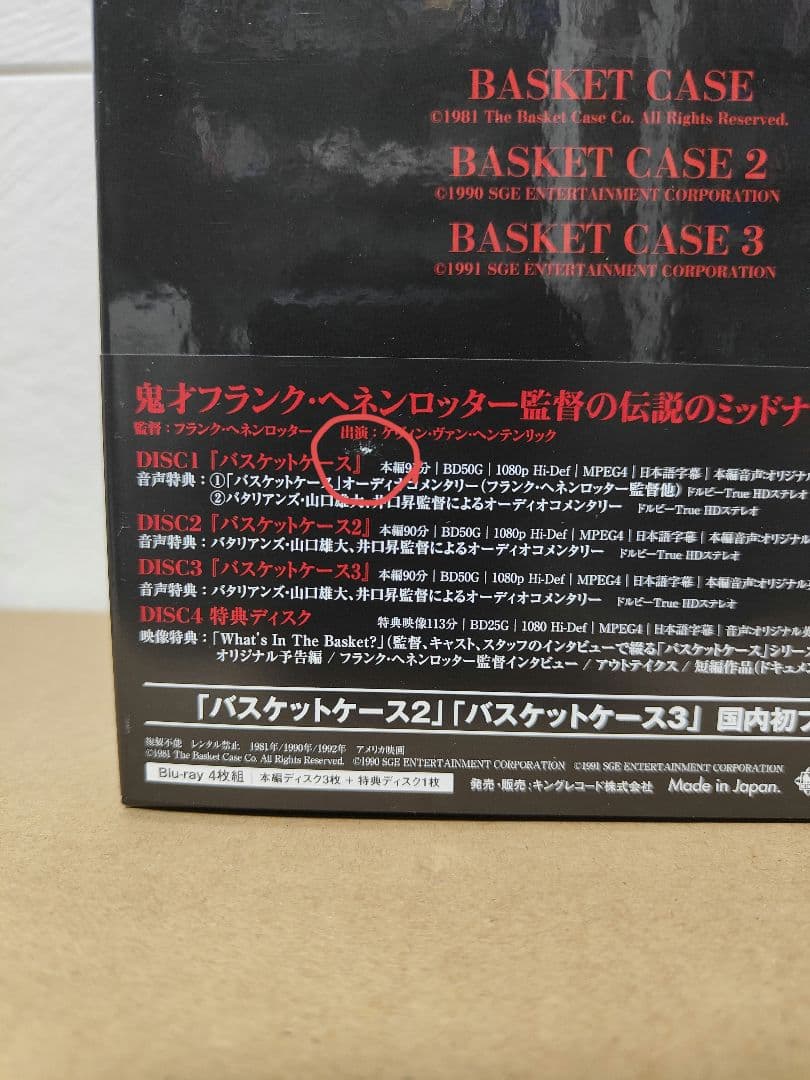 BASKET CASE
©1981 The Basket Case Co. All Rights Reserved.
BASKET CASE 2
©1990 SGE ENTERTAINMENT CORPORATION
BASKET CASE 3
©1991 SGE ENTERTAINMENT CORPORATION
鬼才フランク・ヘネンロッター監督の伝説のミッドナ
監督：フランク・ヘネンロッター 出演：ケヴィン・ヴァン・ヘンテンリック
DISC1『バスケットケース』 本編 分｜BD50G｜1080p Hi-Def｜MPEG4｜日本語字幕｜本編音声:オリジナル
音声特典：①「バスケットケース」オーディオコメンタリー（フランク・ヘネンロッター監督他） ドルビーTrue HDステレオ
②バタリアンズ・山口雄大、井口昇監督によるオーディオコメンタリー ドルビーTrue HDステレオ
DISC2『バスケットケース2』 本編90分｜BD50G｜1080p Hi-Def｜MPEG4｜日本語字幕｜本編音声:オリジナル
音声特典：バタリアンズ・山口雄大、井口昇監督によるオーディオコメンタリー ドルビーTrue HDステレオ
DISC3『バスケットケース3』 本編90分｜BD50G｜1080p Hi-Def｜MPEG4｜日本語字幕｜本編音声:オリジナル
音声特典：バタリアンズ・山口雄大、井口昇監督によるオーディオコメンタリー ドルビーTrue HDステレオ
DISC4 特典ディスク 特典映像113分｜BD25G｜1080 Hi-Def｜MPEG4｜日本語字幕｜音声:オリジナル
映像特典：「What's In The Basket?」（監督、キャスト、スタッフのインタビューで綴る「バスケットケース」シリーズ
オリジナル予告編 / フランク・ヘネンロッター監督インタビュー / アウトテイクス / 短編作品（ドキュメン
「バスケットケース2」「バスケットケース3」国内初
複製不能 レンタル禁止 1981年/1990年/1992年 アメリカ映画
©1981 The Basket Case Co. All Rights Reserved. ©1990 SGE ENTERTAINMENT CORPORATION ©1991 SGE ENTERTAINMENT CORPORATION
Blu-ray 4枚組｜本編ディスク3枚 + 特典ディスク1枚 発売・販売：キングレコード株式会社 Made in Japan.